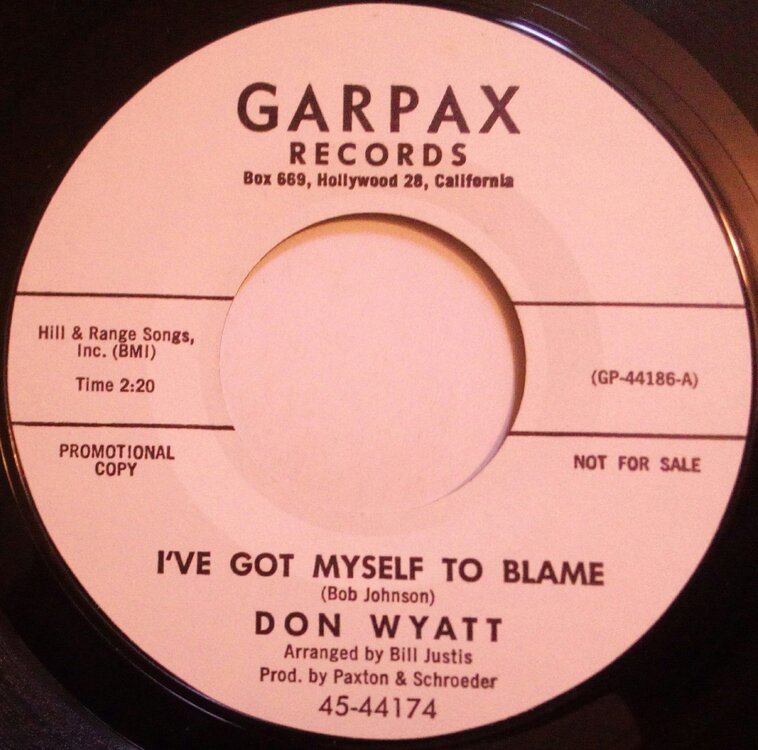 GARPAX
RECORDS
Box 669, Hollywood 28, California
Hill & Range Songs,
Inc. (BMI)
Time 2:20
(GP-44186-A)
PROMOTIONAL
COPY
NOT FOR SALE
I'VE GOT MYSELF TO BLAME
(Bob Johnson)
DON WYATT
Arranged by Bill Justis
Prod. by Paxton & Schroeder
45-44174